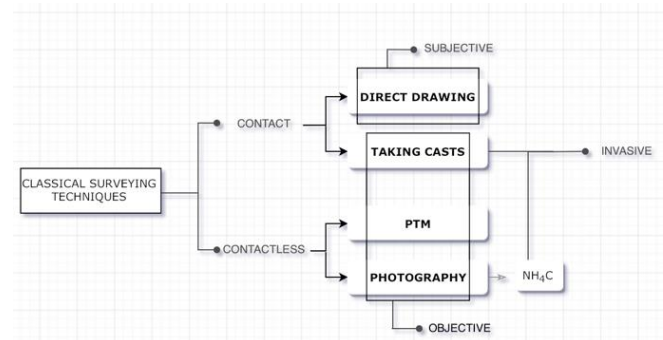 SUBJECTIVE
DIRECT DRAWING
CONTACT
TAKING CASTS
INVASIVE
CLASSICAL SURVEYING
TECHNIQUES
PTM
CONTACTLESS
PHOTOGRAPHY
NH₄C
OBJECTIVE